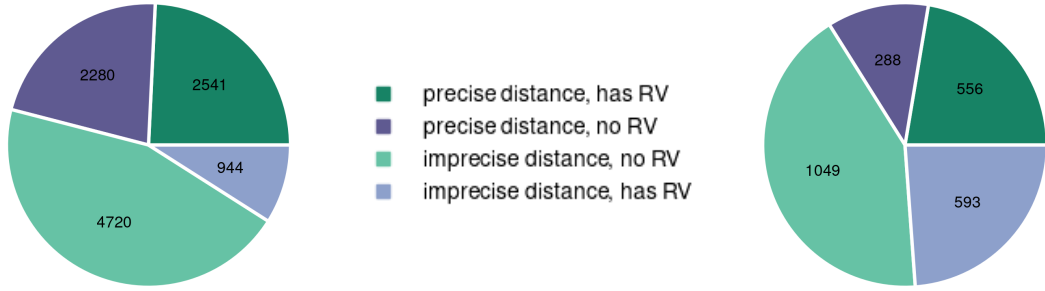 2280
2541
944
4720
precise distance, has RV
precise distance, no RV
imprecise distance, no RV
imprecise distance, has RV
288
556
1049
593